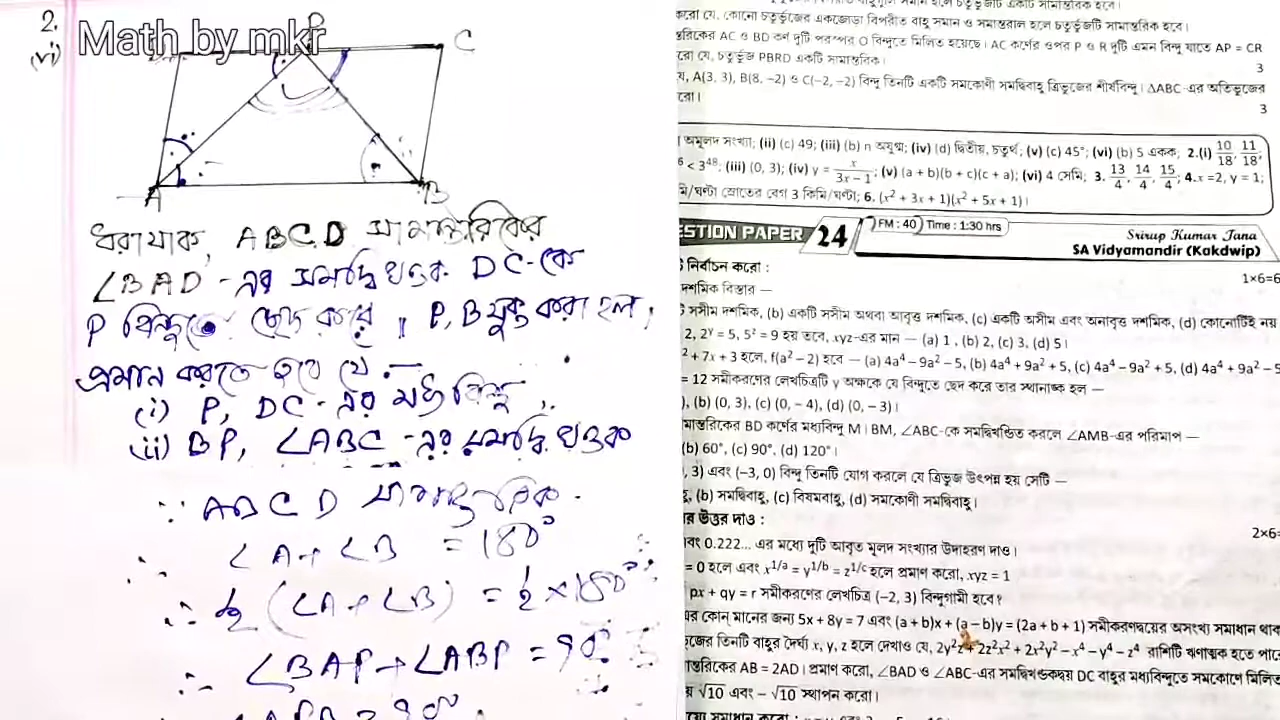 2.
(vi)
Math by mkr
P
C
A
B
ধরা যাক, ABCD সামান্তরিকের
∠BAD -এর সমদ্বিখণ্ডক DC-কে
P বিন্দুতে ছেদ করে। P, B যুক্ত করা হল,
প্রমান করতে হবে যে :—
(i) P, DC-এর মধ্যবিন্দু,
(ii) BP, ∠ABC -এর সমদ্বিখণ্ডক
∵ ABCD সামান্তরিক
∴ ∠A + ∠B = 180°
∴ ½ (∠A + ∠B) = ½ × 180°
∴ ∠BAP + ∠ABP = 90°
করো যে, কোনো চতুর্ভুজের একজোড়া বিপরীত বাহু সমান ও সমান্তরাল হলে চতুর্ভুজটি সামান্তরিক হবে।
ন্তরিকের AC ও BD কর্ণ দুটি পরস্পর O বিন্দুতে মিলিত হয়েছে। AC কর্ণের ওপর P ও R দুটি এমন বিন্দু যাতে AP = CR
রো যে, চতুর্ভুজ PBRD একটি সামান্তরিক।
3
যে, A(3, 3), B(8, −2) ও C(−2, −2) বিন্দু তিনটি একটি সমকোণী সমদ্বিবাহু ত্রিভুজের শীর্ষবিন্দু। ΔABC-এর অতিভুজের
রো।
3
অমূলদ সংখ্যা; (ii) (c) 49; (iii) (b) n অযুগ্ম; (iv) (d) দ্বিতীয়, চতুর্থ; (v) (c) 45°; (vi) (b) 5 একক; 2.(i) 10/18, 11/18;
6 < 3^48; (iii) (0, 3); (iv) y = x/(3x−1); (v) (a + b)(b + c)(c + a); (vi) 4 সেমি; 3. 13/4, 14/4, 15/4; 4. x =2, y = 1;
মি/ঘণ্টা স্রোতের বেগ 3 কিমি/ঘণ্টা; 6. (x² + 3x + 1)(x² + 5x + 1)।
ESTION PAPER 24 FM : 40 Time : 1:30 hrs
Srirup Kumar Jana
SA Vidyamandir (Kakdwip)
নির্বাচন করো :
1×6=6
দশমিক বিস্তার —
সসীম দশমিক, (b) একটি সসীম অথবা আবৃত্ত দশমিক, (c) একটি অসীম এবং অনাবৃত্ত দশমিক, (d) কোনোটিই নয়
2, 2^y = 5, 5^z = 9 হয় তবে, xyz-এর মান — (a) 1 , (b) 2, (c) 3, (d) 5।
2 + 7x + 3 হলে, f(a² − 2) হবে — (a) 4a⁴ − 9a² − 5, (b) 4a⁴ + 9a² + 5, (c) 4a⁴ − 9a² + 5, (d) 4a⁴ + 9a² − 5
= 12 সমীকরণের লেখচিত্রটি y অক্ষকে যে বিন্দুতে ছেদ করে তার স্থানাঙ্ক হল —
), (b) (0, 3), (c) (0, − 4), (d) (0, − 3)।
মান্তরিকের BD কর্ণের মধ্যবিন্দু M। BM, ∠ABC-কে সমদ্বিখণ্ডিত করলে ∠AMB-এর পরিমাপ —
(b) 60°, (c) 90°, (d) 120°।
, 3) এবং (−3, 0) বিন্দু তিনটি যোগ করলে যে ত্রিভুজ উৎপন্ন হয় সেটি —
, (b) সমদ্বিবাহু, (c) বিষমবাহু, (d) সমকোণী সমদ্বিবাহু।
র উত্তর দাও :
2×6=
বং 0.222... এর মধ্যে দুটি আবৃত্ত মূলদ সংখ্যার উদাহরণ দাও।
= 0 হলে এবং x^1/a = y^1/b = z^1/c হলে প্রমাণ করো, xyz = 1
px + qy = r সমীকরণের লেখচিত্র (−2, 3) বিন্দুগামী হবে?
এর কোন্ মানের জন্য 5x + 8y = 7 এবং (a + b)x + (a − b)y = (2a + b + 1) সমীকরণদ্বয়ের অসংখ্য সমাধান থাক
জের তিনটি বাহুর দৈর্ঘ্য x, y, z হলে দেখাও যে, 2y²z² + 2z²x² + 2x²y² − x⁴ − y⁴ − z⁴ রাশিটি ঋণাত্মক হতে পারে
ন্তরিকের AB = 2AD। প্রমাণ করো, ∠BAD ও ∠ABC-এর সমদ্বিখণ্ডকদ্বয় DC বাহুর মধ্যবিন্দুতে সমকোণে মিলিত
য় √10 এবং − √10 স্থাপন করো।